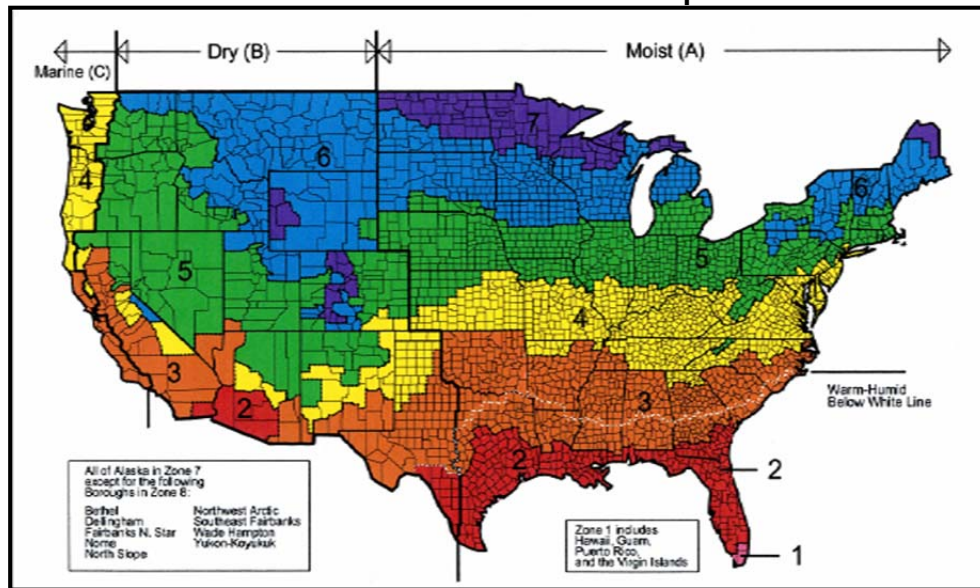 Marine (C)
Dry (B)
Moist (A)
7
6
6
4
5
5
4
3
3
2
2
2
1
Warm-Humid
Below White Line
All of Alaska in Zone 7
except for the following
Boroughs in Zone 8:
Bethel Northwest Arctic
Dellingham Southeast Fairbanks
Fairbanks N. Star Wade Hampton
Nome Yukon-Koyukuk
North Slope
Zone 1 includes
Hawaii, Guam,
Puerto Rico,
and the Virgin Islands